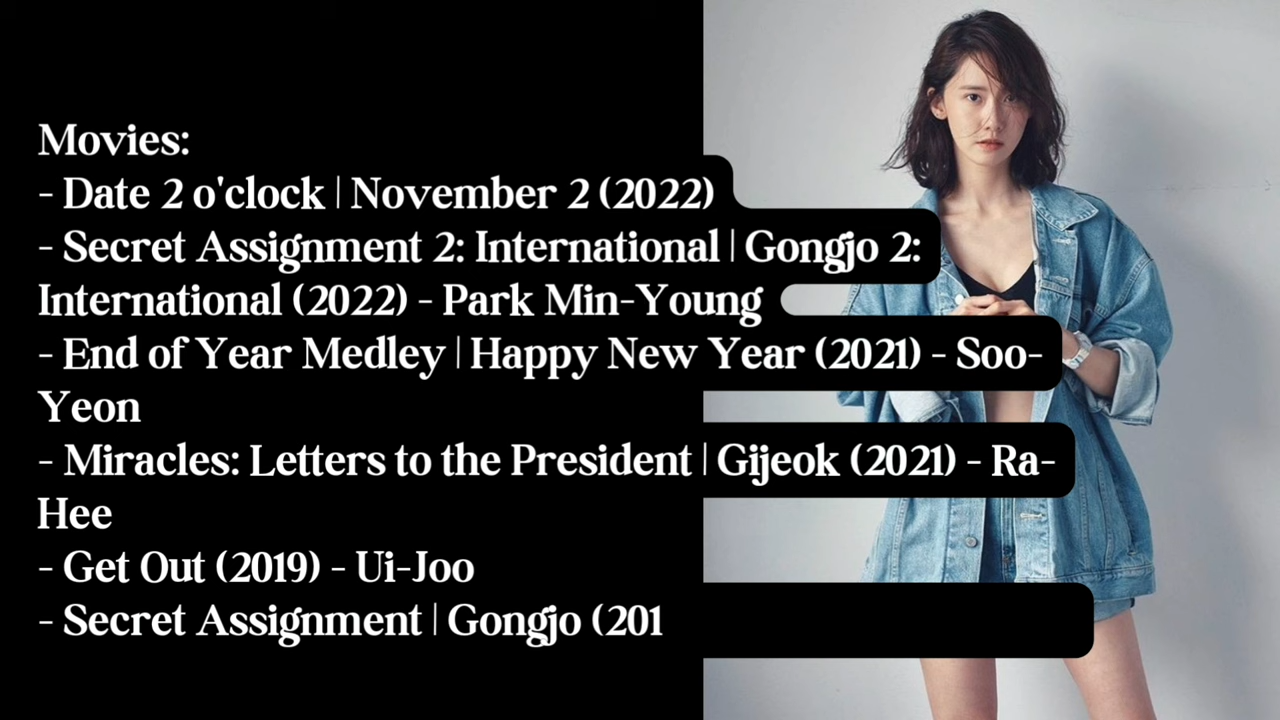 Movies:
- Date 2 o'clock | November 2 (2022)
- Secret Assignment 2: International | Gongjo 2:
International (2022) - Park Min-Young
- End of Year Medley | Happy New Year (2021) - Soo-
Yeon
- Miracles: Letters to the President | Gijeok (2021) - Ra-
Hee
- Get Out (2019) - Ui-Joo
- Secret Assignment | Gongjo (201